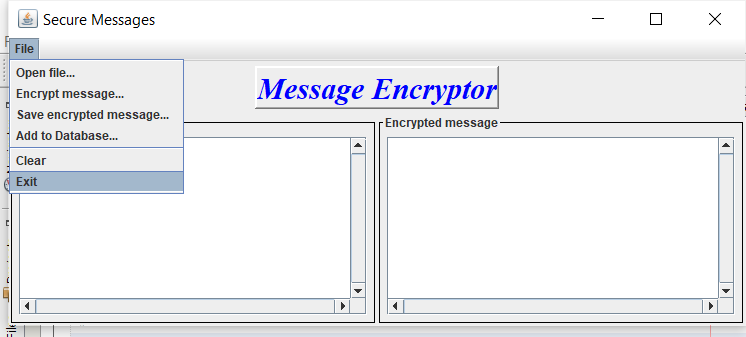 Secure Messages
File
Open file...
Encrypt message...
Save encrypted message...
Add to Database...
Clear
Exit
Message Encryptor
Encrypted message